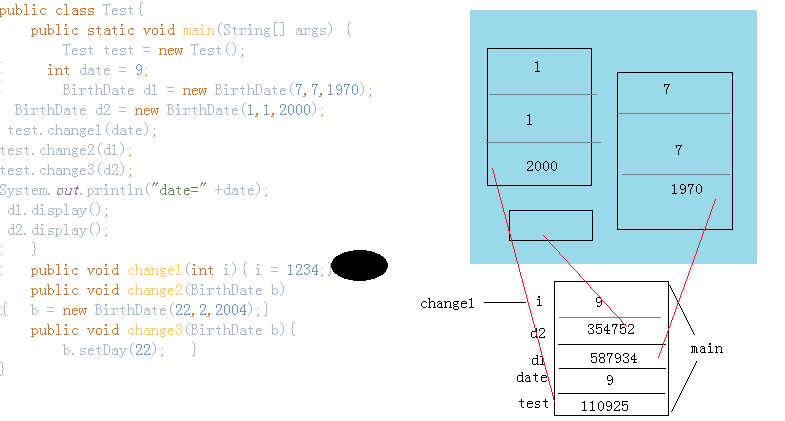 public class Test{
public static void main(String[] args) {
Test test = new Test();
int date = 9;
BirthDate d1 = new BirthDate(7,7,1970);
BirthDate d2 = new BirthDate(1,1,2000);
test.change1(date);
test.change2(d1);
test.change3(d2);
System.out.println("date=" +date);
d1.display();
d2.display();
}
public void change1(int i){ i = 1234;}
public void change2(BirthDate b)
{ b = new BirthDate(22,2,2004);}
public void change3(BirthDate b){
b.setDay(22); }
}
1
1
2000
7
7
1970
change1
i 9
d2 354752
d1 587934
date 9
test 110925
main